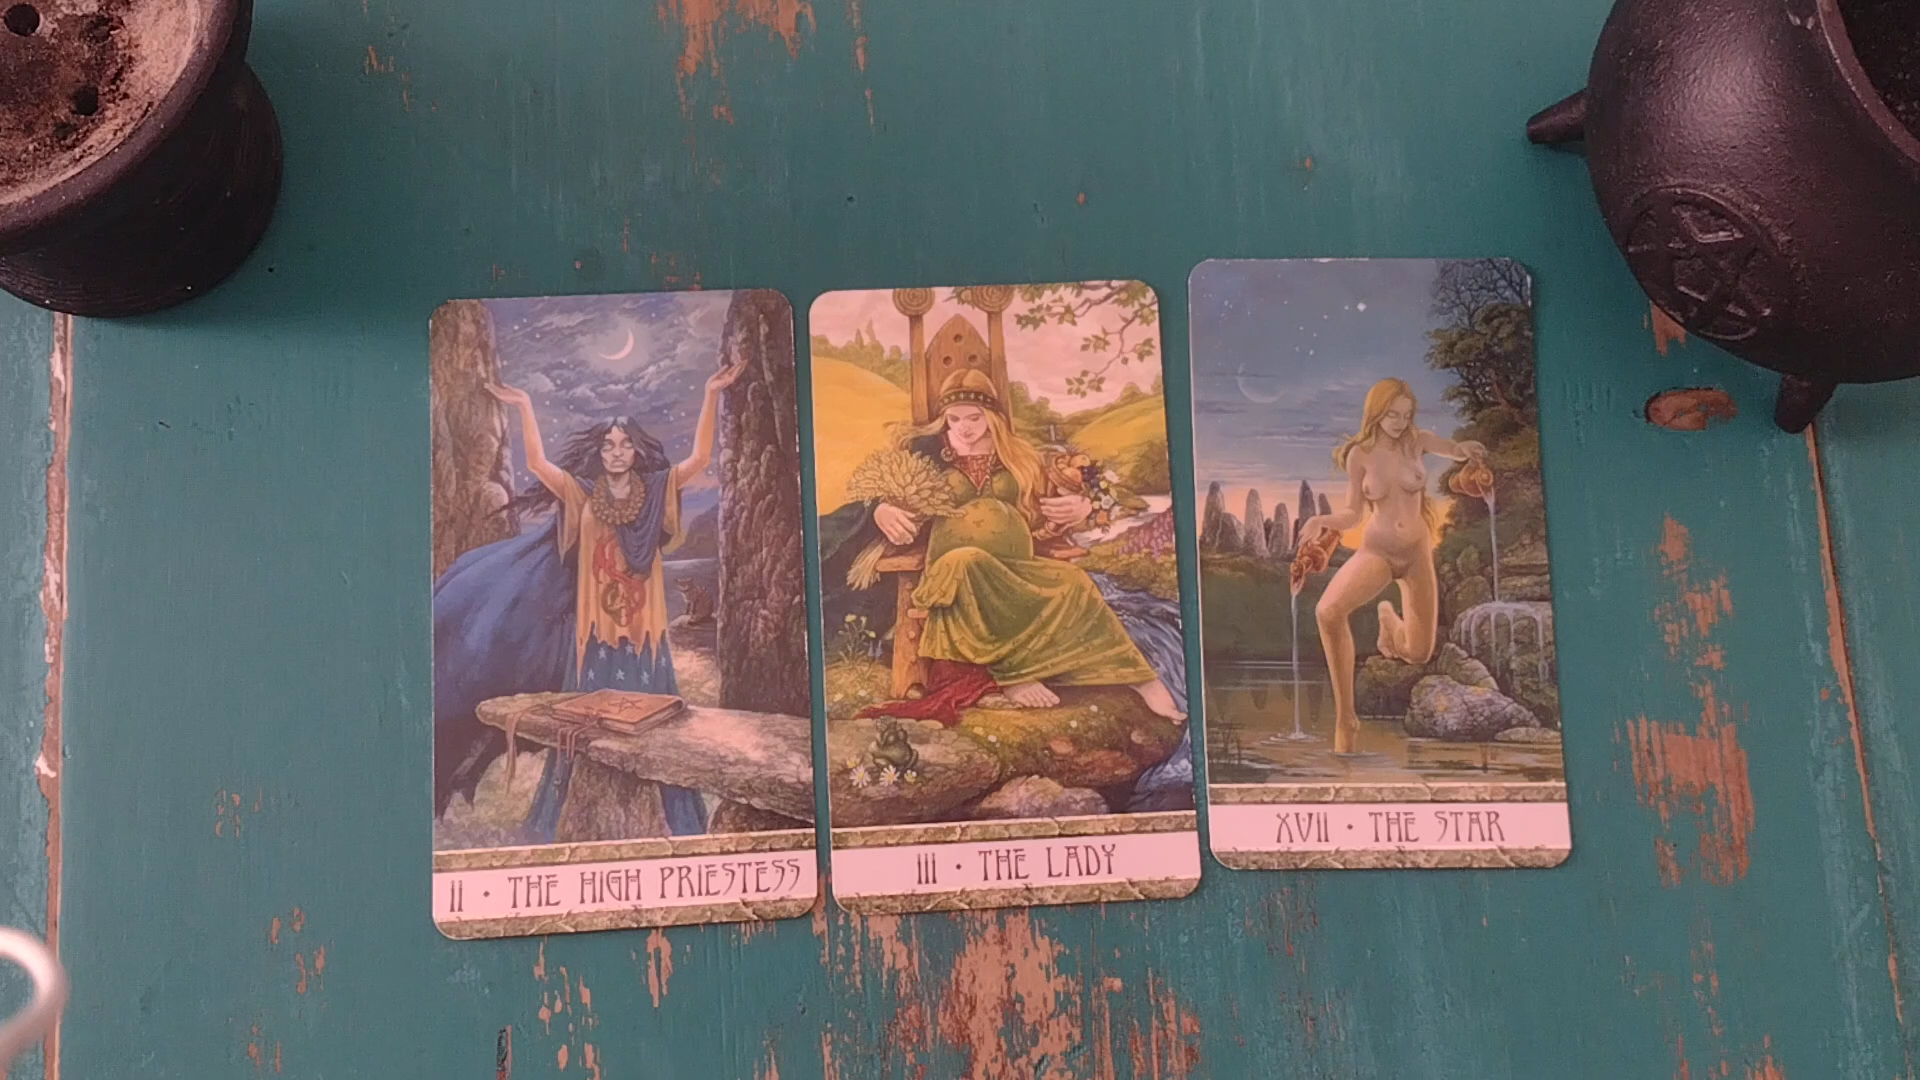 II • THE HIGH PRIESTESS
III • THE LADY
XVII • THE STAR